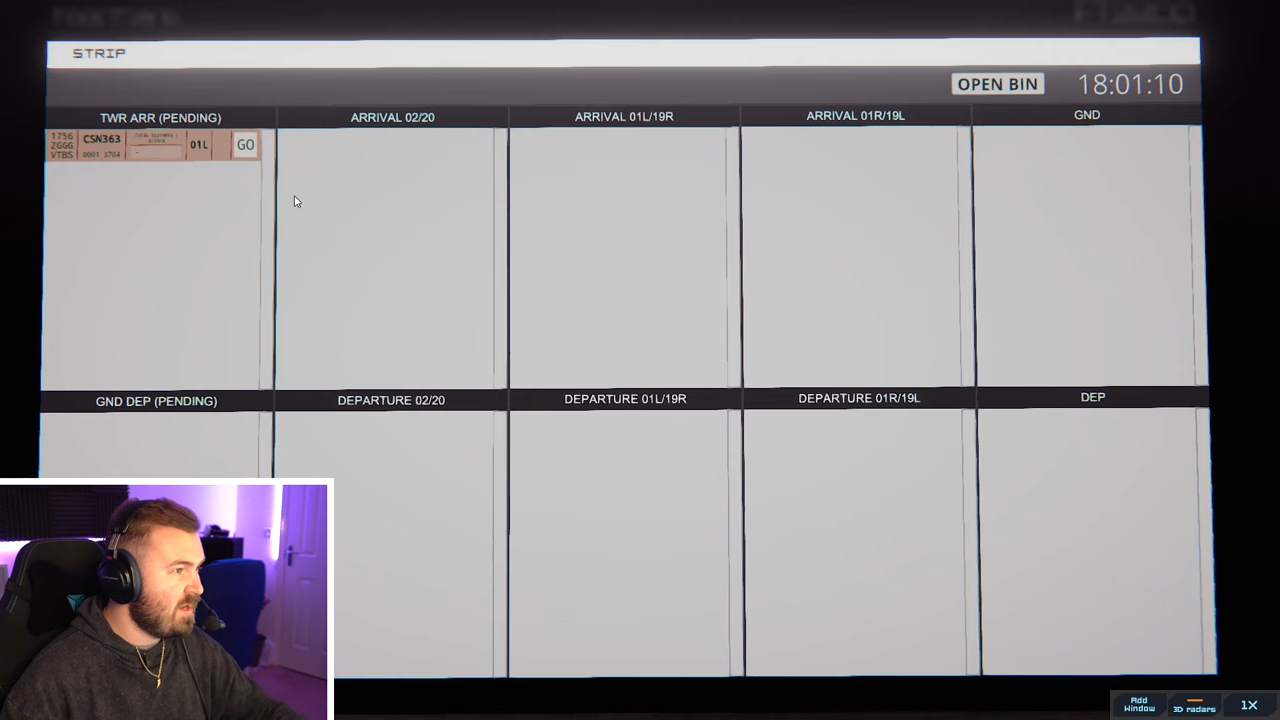 STRIP
OPEN BIN 18:01:10
TWR ARR (PENDING) ARRIVAL 02/20 ARRIVAL 01L/19R ARRIVAL 01R/19L GND
1756
ZGGG
VTBS
CSN363
0001 3704
01L
GO
GND DEP (PENDING) DEPARTURE 02/20 DEPARTURE 01L/19R DEPARTURE 01R/19L DEP
Add
Window
3D radars
1X